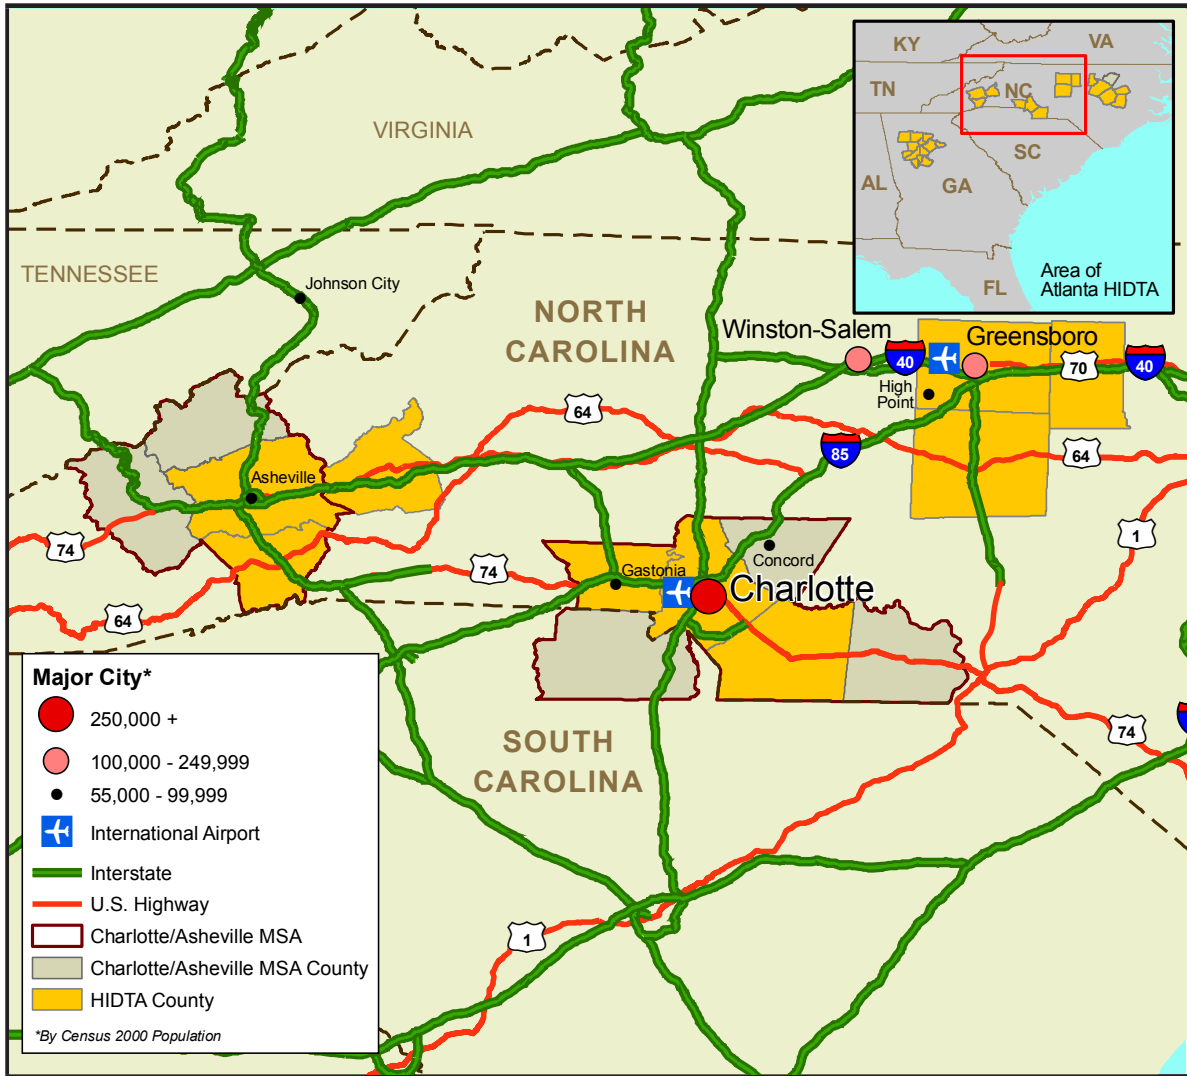 KY
VA
TN
NC
SC
AL
GA
FL
Area of
Atlanta HIDTA
VIRGINIA
TENNESSEE
Johnson City
NORTH
CAROLINA
Winston-Salem
Greensboro
40
70
40
High
Point
64
85
64
Asheville
1
74
74
Gastonia
Concord
Charlotte
64
SOUTH
CAROLINA
74
1
Major City*
250,000 +
100,000 - 249,999
55,000 - 99,999
International Airport
Interstate
U.S. Highway
Charlotte/Asheville MSA
Charlotte/Asheville MSA County
HIDTA County
*By Census 2000 Population